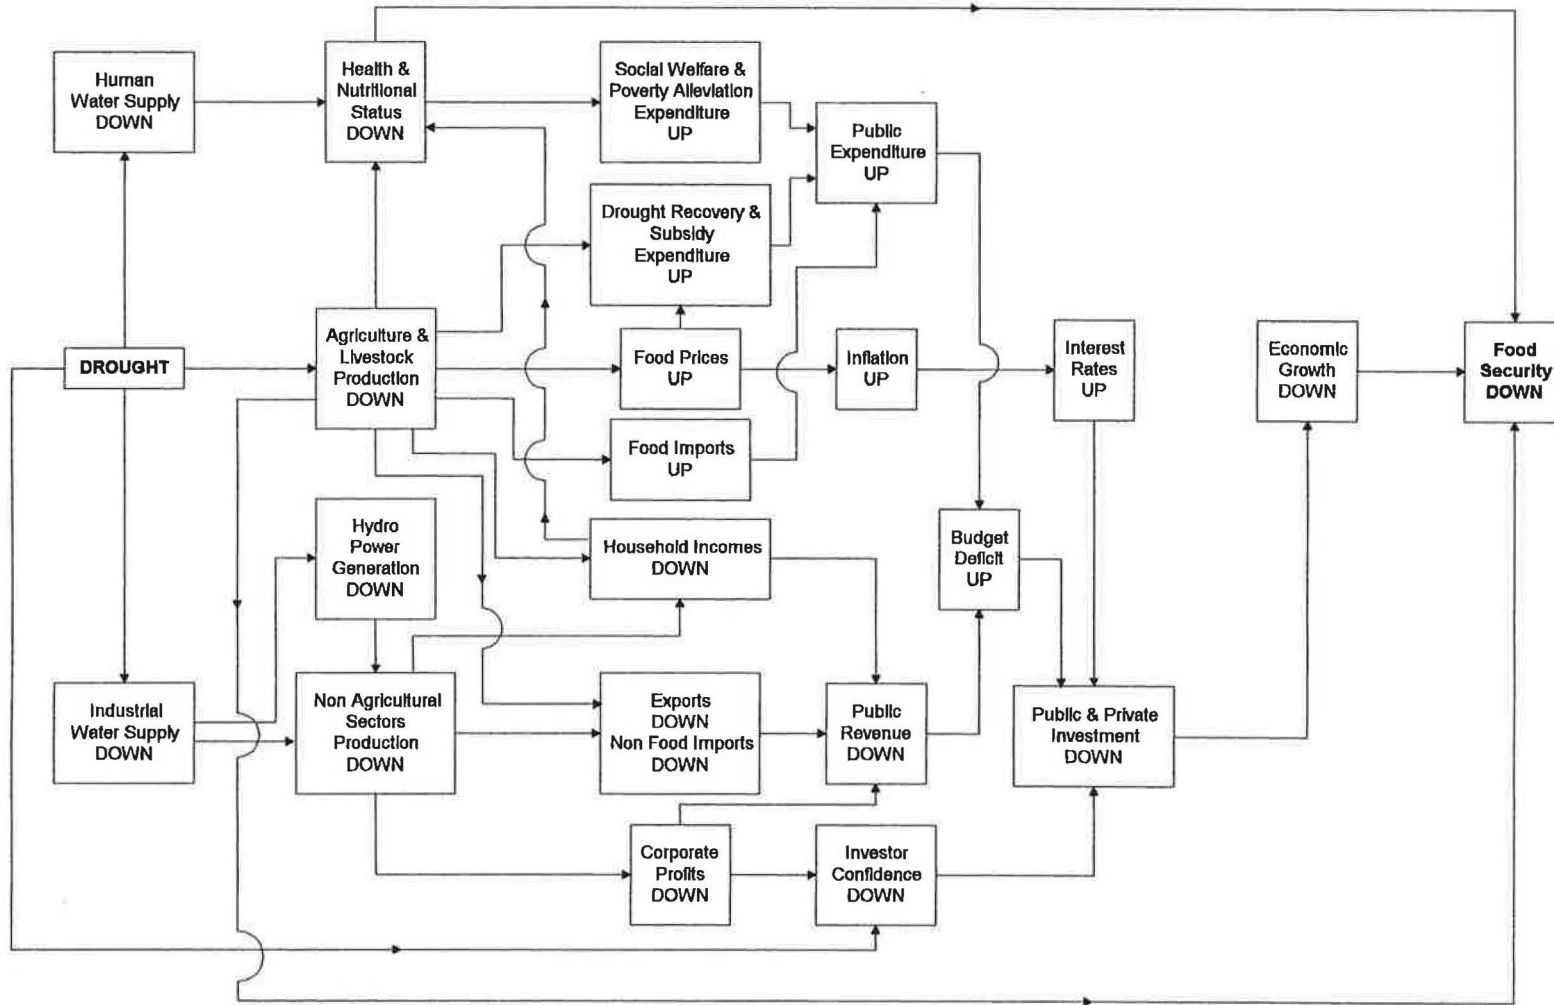 Human
Water Supply
DOWN
Health &
Nutritional
Status
DOWN
Social Welfare &
Poverty Alleviation
Expenditure
UP
Public
Expenditure
UP
Drought Recovery &
Subsidy
Expenditure
UP
DROUGHT
Agriculture &
Livestock
Production
DOWN
Food Prices
UP
Inflation
UP
Interest
Rates
UP
Economic
Growth
DOWN
Food
Security
DOWN
Food Imports
UP
Hydro
Power
Generation
DOWN
Household Incomes
DOWN
Budget
Deficit
UP
Industrial
Water Supply
DOWN
Non Agricultural
Sectors
Production
DOWN
Exports
DOWN
Non Food Imports
DOWN
Public
Revenue
DOWN
Public & Private
Investment
DOWN
Corporate
Profits
DOWN
Investor
Confidence
DOWN